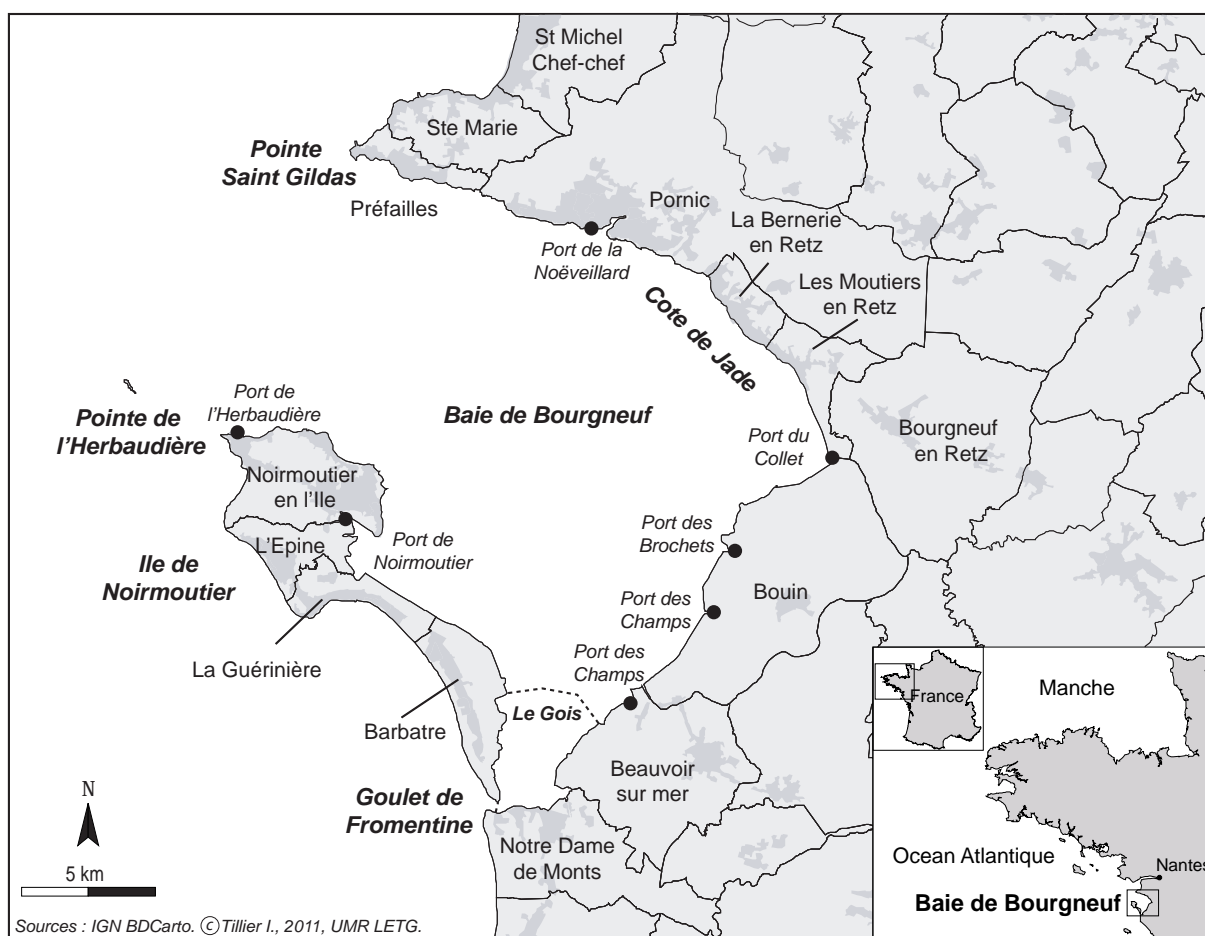 St Michel
Chef-chef
Ste Marie
Pointe
Saint Gildas
Préfailles
Pornic
Port de la
Noëveillard
La Bernerie
en Retz
Les Moutiers
en Retz
Cote de Jade
Port de
l'Herbaudière
Pointe de
l'Herbaudière
Baie de Bourgneuf
Port du
Collet
Bourgneuf
en Retz
Noirmoutier
en l'Ile
L'Epine
Port de
Noirmoutier
Port des
Brochets
Ile de
Noirmoutier
Port des
Champs
Bouin
La Guérinière
Port des
Champs
Le Gois
Barbatre
Beauvoir
sur mer
Goulet de
Fromentine
Notre Dame
de Monts
N
5 km
France
Manche
Ocean Atlantique
Nantes
Baie de Bourgneuf
Sources : IGN BDCarto. ©Tillier I., 2011, UMR LETG.